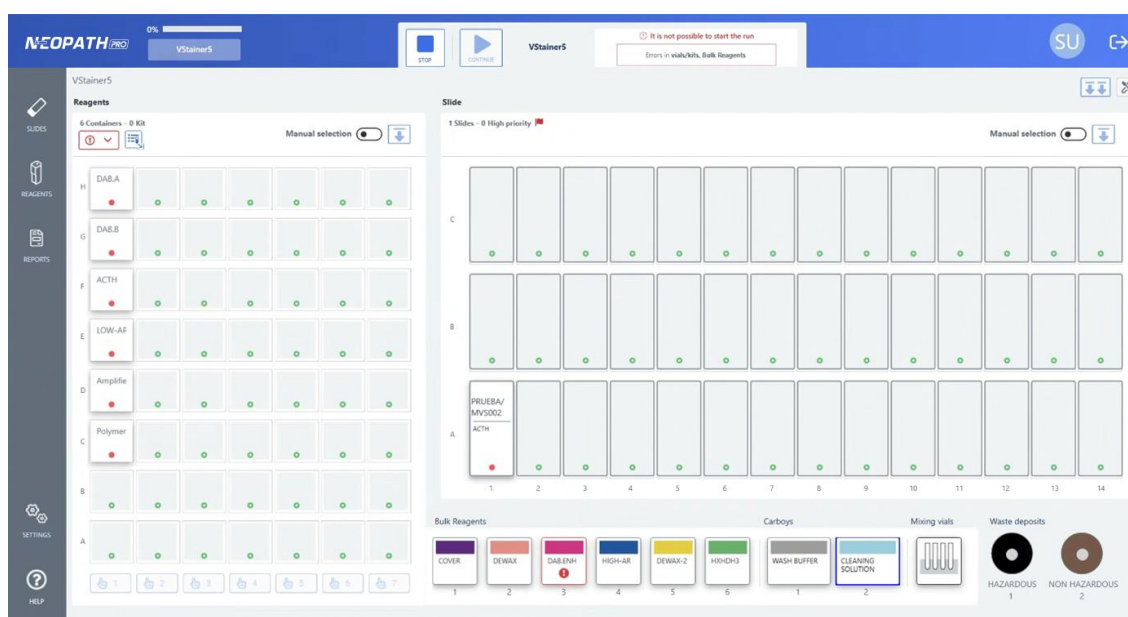 NEOPATH PRO
0%
VStainer5
STOP
CONTINUE
VStainer5
It is not possible to start the run
Errors in vials/kits, Bulk Reagents
SU
VStainer5
SLIDES
REAGENTS
REPORTS
SETTINGS
HELP
Reagents
6 Containers - 0 Kit
Manual selection
H DAB.A
G DAB.B
F ACTH
E LOW-AF
D Amplifie
C Polymer
B
A
1 2 3 4 5 6 7
Slide
1 Slides - 0 High priority
Manual selection
C
B
A
PRUEBA/
MVS002
ACTH
1 2 3 4 5 6 7 8 9 10 11 12 13 14
Bulk Reagents
COVER DEWAX DAB.ENH HIGH-AR DEWAX-2 HXHDH3
1 2 3 4 5 6
Carboys
WASH BUFFER
CLEANING
SOLUTION
1 2
Mixing vials
Waste deposits
HAZARDOUS NON HAZARDOUS
1 2